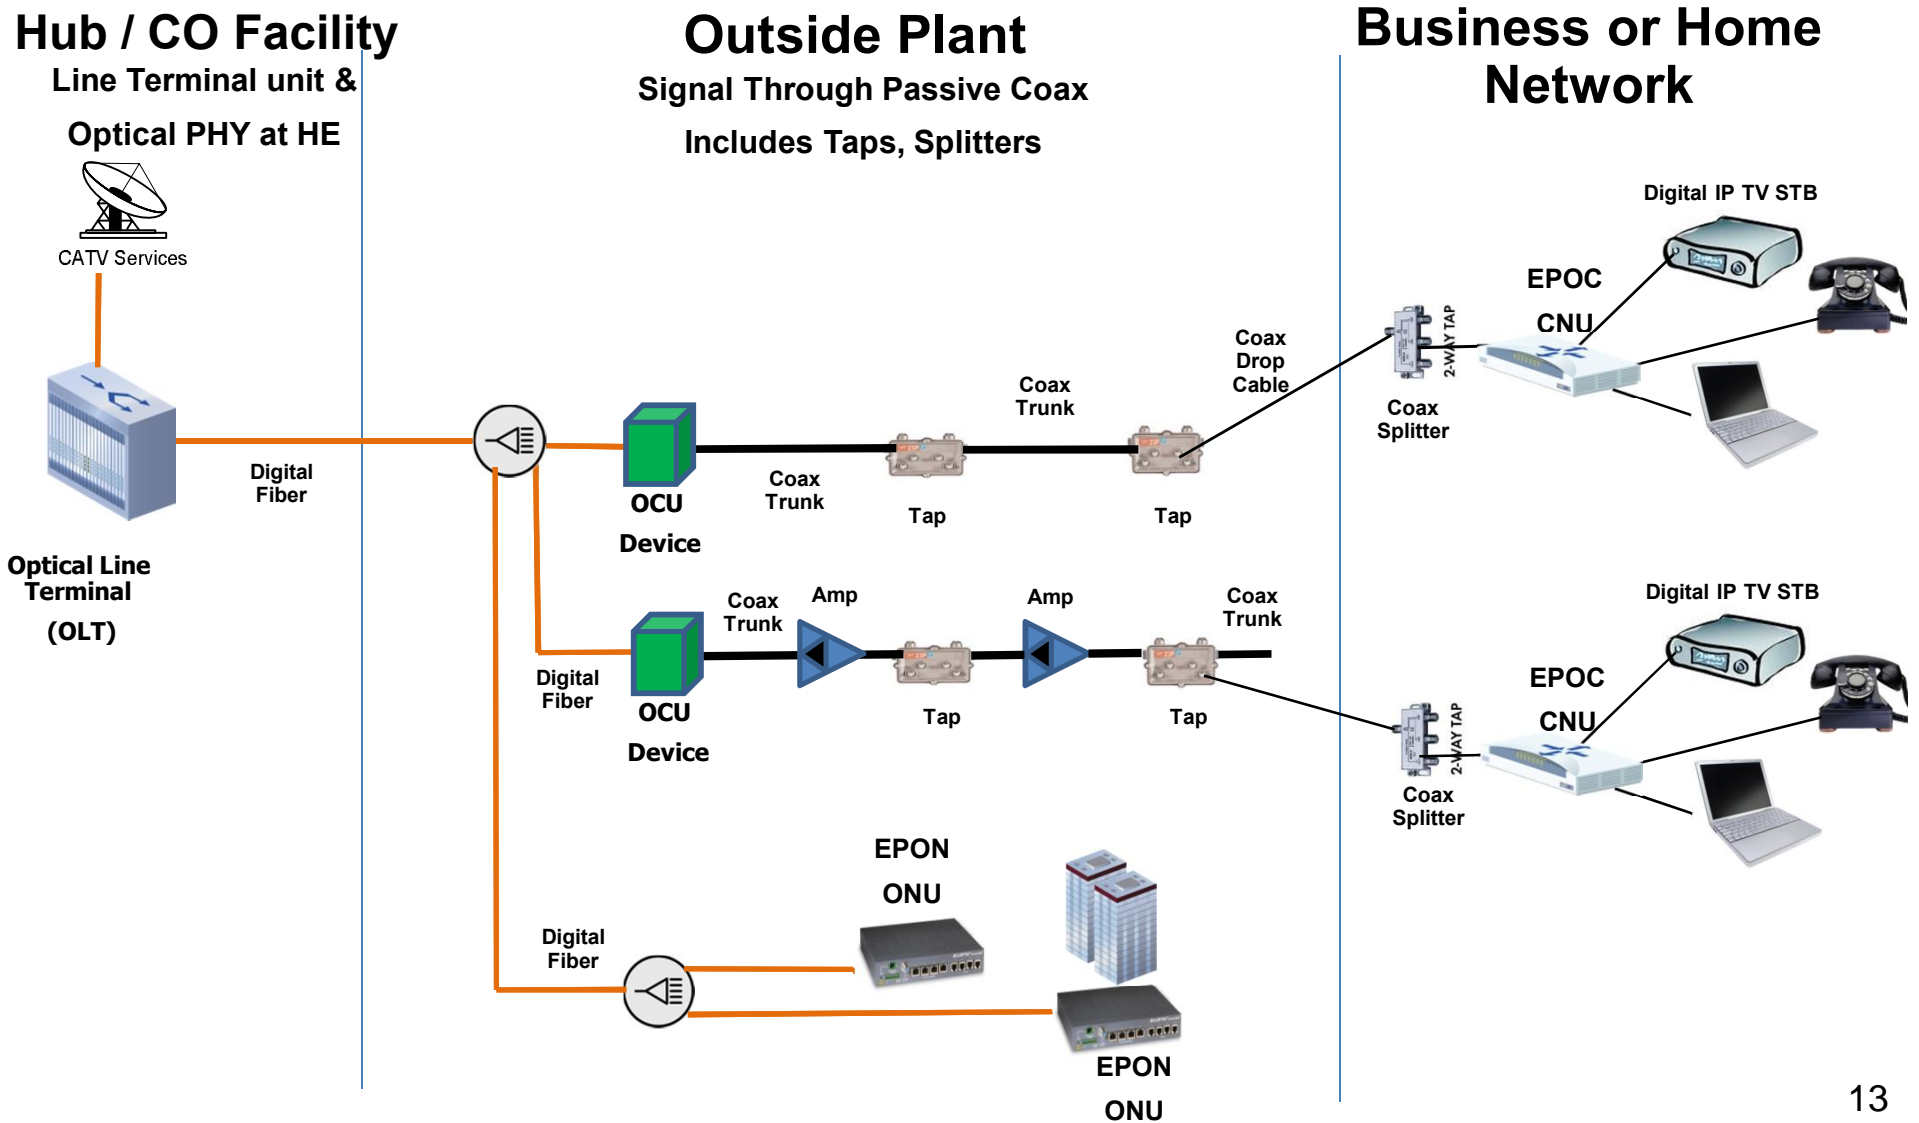 Hub / CO Facility
Line Terminal unit &
Optical PHY at HE
CATV Services
Digital
Fiber
Optical Line
Terminal
(OLT)
Outside Plant
Signal Through Passive Coax
Includes Taps, Splitters
OCU
Device
Coax
Trunk
Tap
Coax
Trunk
Tap
Coax
Drop
Cable
Digital
Fiber
OCU
Device
Coax
Trunk
Amp
Tap
Amp
Tap
Coax
Trunk
Digital
Fiber
EPON
ONU
EPON
ONU
Business or Home
Network
Digital IP TV STB
EPOC
CNU
2-WAY TAP
Coax
Splitter
Digital IP TV STB
EPOC
CNU
2-WAY TAP
Coax
Splitter
13